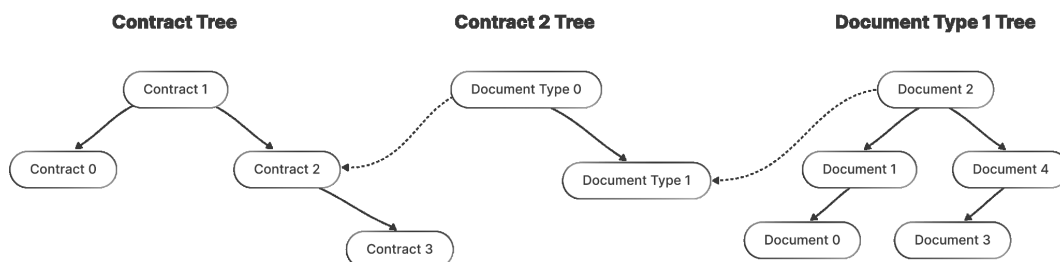 Contract Tree
Contract 2 Tree
Document Type 1 Tree
Contract 1
Document Type 0
Document 2
Contract 0
Contract 2
Document Type 1
Document 1
Document 4
Contract 3
Document 0
Document 3